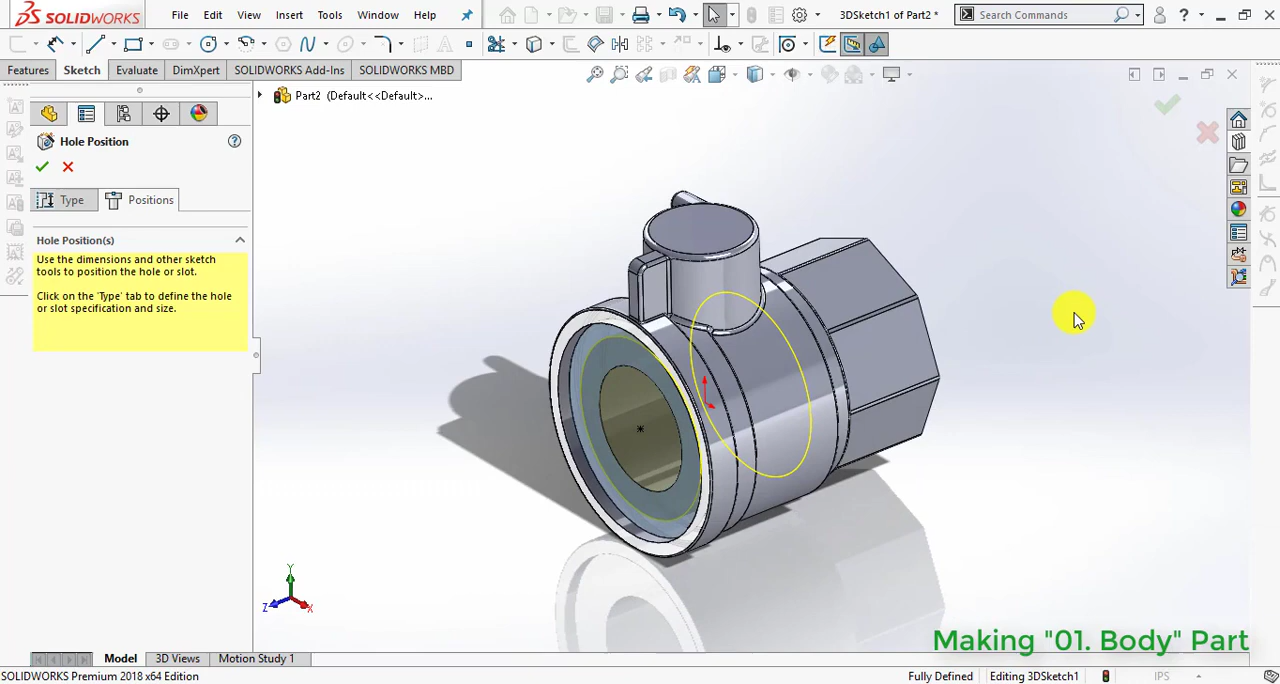 SOLIDWORKS
File Edit View Insert Tools Window Help
3DSketch1 of Part2 *
Search Commands
Features Sketch Evaluate DimXpert SOLIDWORKS Add-Ins SOLIDWORKS MBD
Part2 (Default<<Default>...
Hole Position
Type Positions
Hole Position(s)
Use the dimensions and other sketch
tools to position the hole or slot.
Click on the 'Type' tab to define the hole
or slot specification and size.
Y
Z X
Making "01. Body" Part
Model 3D Views Motion Study 1
SOLIDWORKS Premium 2018 x64 Edition
Fully Defined Editing 3DSketch1 IPS